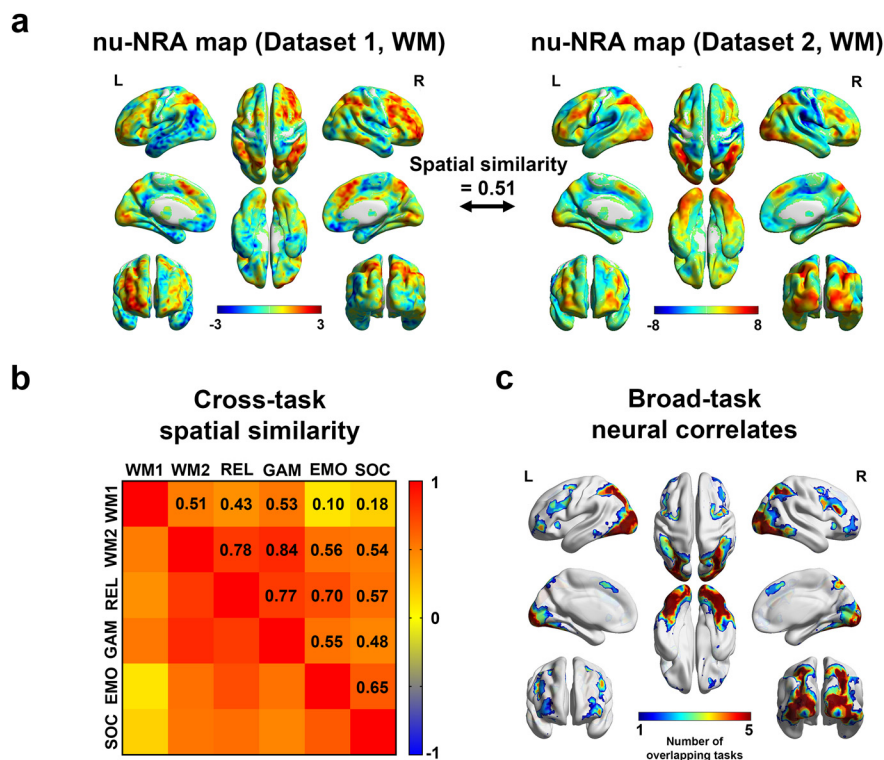 a
nu-NRA map (Dataset 1, WM)
nu-NRA map (Dataset 2, WM)
L
R
L
R
Spatial similarity
= 0.51
-3
3
-8
8
b
Cross-task
spatial similarity
WM1 WM2 REL GAM EMO SOC
WM1
0.51 0.43 0.53 0.10 0.18
WM2
0.78 0.84 0.56 0.54
REL
0.77 0.70 0.57
GAM
0.55 0.48
EMO
0.65
SOC
1
0
-1
c
Broad-task
neural correlates
L
R
1
5
Number of
overlapping tasks